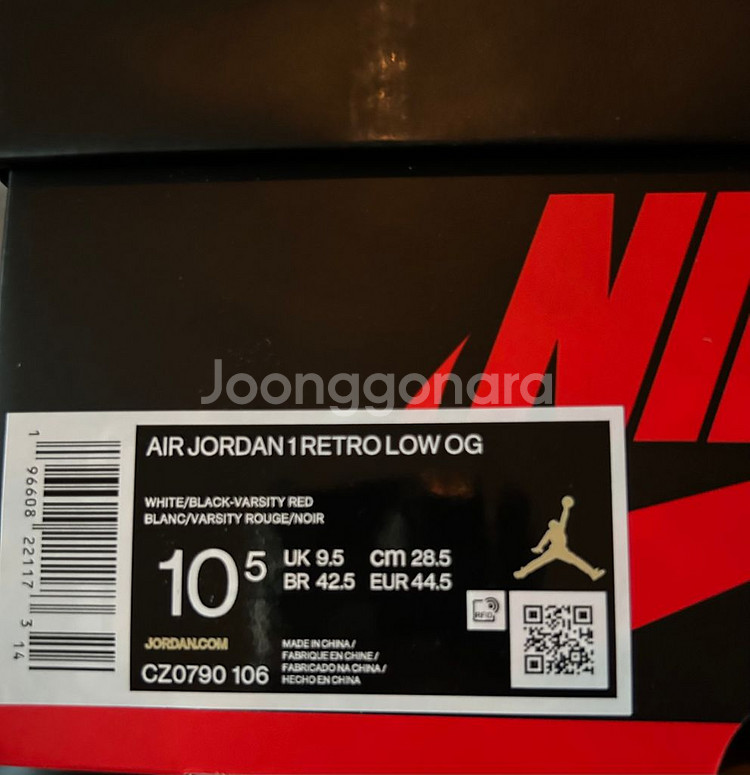 NI
Joonggonara
AIR JORDAN 1 RETRO LOW OG
WHITE/BLACK-VARSITY RED
BLANC/VARSITY ROUGE/NOIR
10 5
UK 9.5 cm 28.5
BR 42.5 EUR 44.5
RFID
JORDAN.COM
CZ0790 106
MADE IN CHINA /
FABRIQUE EN CHINE /
FABRICADO NA CHINA /
HECHO EN CHINA
1 96608 22117 3 14